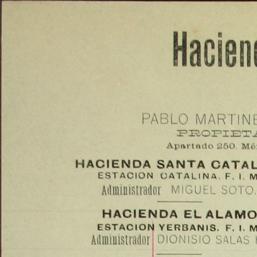 Hacien
PABLO MARTINE
PROPIETA
Apartado 250. Mé
HACIENDA SANTA CATAL
ESTACION CATALINA. F. I. M
Administrador MIGUEL SOTO.
HACIENDA EL ALAMO
ESTACION YERBANIS. F. I. M
Administrador DIONISIO SALAS